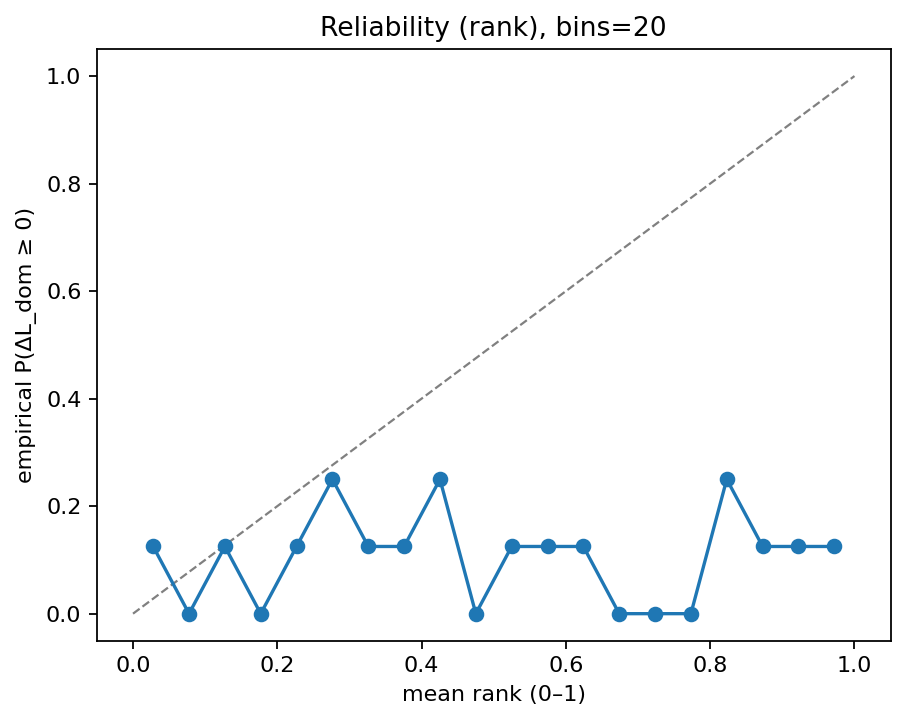 Reliability (rank), bins=20
1.0
0.8
0.6
0.4
0.2
0.0
empirical P(ΔL_dom ≥ 0)
0.0 0.2 0.4 0.6 0.8 1.0
mean rank (0–1)